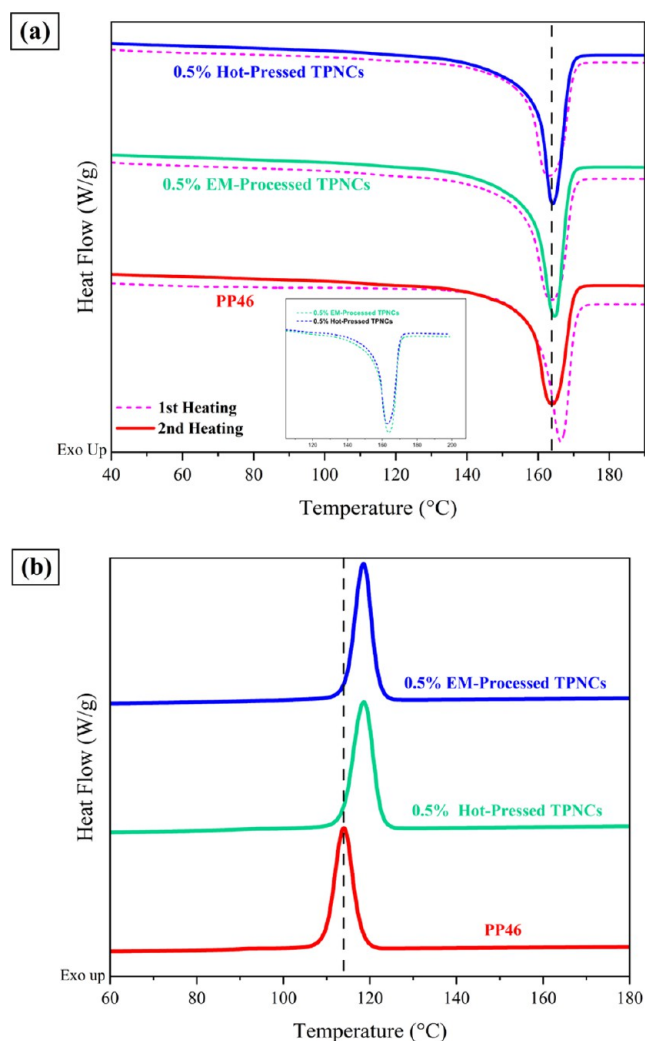 (a)
0.5% Hot-Pressed TPNCs
0.5% EM-Processed TPNCs
PP46
0.5% EM-Processed TPNCs
0.5% Hot-Pressed TPNCs
120 140 160 180 200
1st Heating
2nd Heating
Heat Flow (W/g)
Exo Up
40 60 80 100 120 140 160 180
Temperature (°C)
(b)
0.5% EM-Processed TPNCs
0.5% Hot-Pressed TPNCs
PP46
Heat Flow (W/g)
Exo up
60 80 100 120 140 160 180
Temperature (°C)